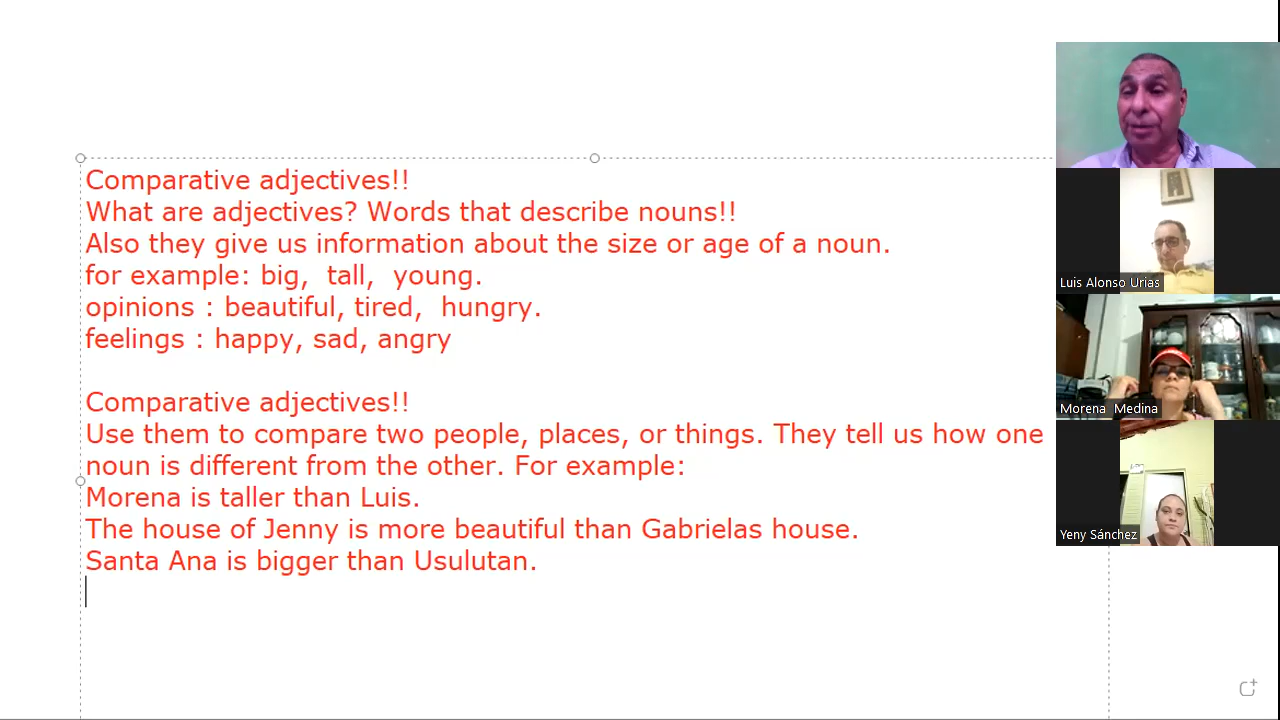 Comparative adjectives!!
What are adjectives? Words that describe nouns!!
Also they give us information about the size or age of a noun.
for example: big, tall, young.
opinions : beautiful, tired, hungry.
feelings : happy, sad, angry
Comparative adjectives!!
Use them to compare two people, places, or things. They tell us how one
noun is different from the other. For example:
Morena is taller than Luis.
The house of Jenny is more beautiful than Gabrielas house.
Santa Ana is bigger than Usulutan.
Luis Alonso Urias
Morena Medina
Yeny Sánchez